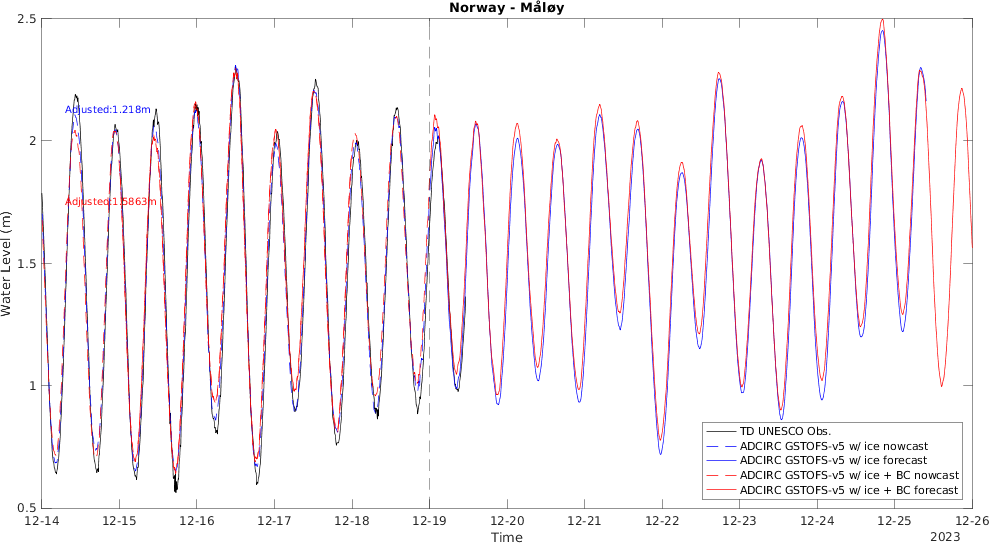 Norway - Måløy
2.5
2
1.5
1
0.5
Water Level (m)
Adjusted:1.218m
Adjusted:1.5863m
TD UNESCO Obs.
ADCIRC GSTOFS-v5 w/ ice nowcast
ADCIRC GSTOFS-v5 w/ ice forecast
ADCIRC GSTOFS-v5 w/ ice + BC nowcast
ADCIRC GSTOFS-v5 w/ ice + BC forecast
12-14 12-15 12-16 12-17 12-18 12-19 12-20 12-21 12-22 12-23 12-24 12-25 12-26
Time
2023